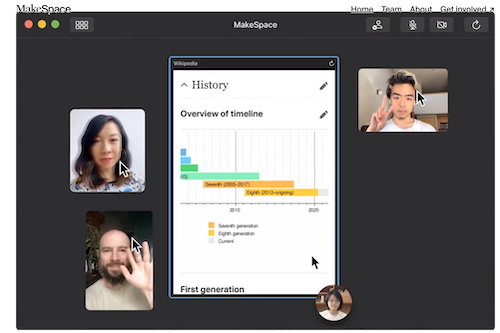 MakeSpace
Home Team About Get involved ↗
MakeSpace
Wikipedia
History
Overview of timeline
Seventh (2005–2017)
Eighth (2013–ongoing)
2010 2020
Seventh generation
Eighth generation
Current
First generation